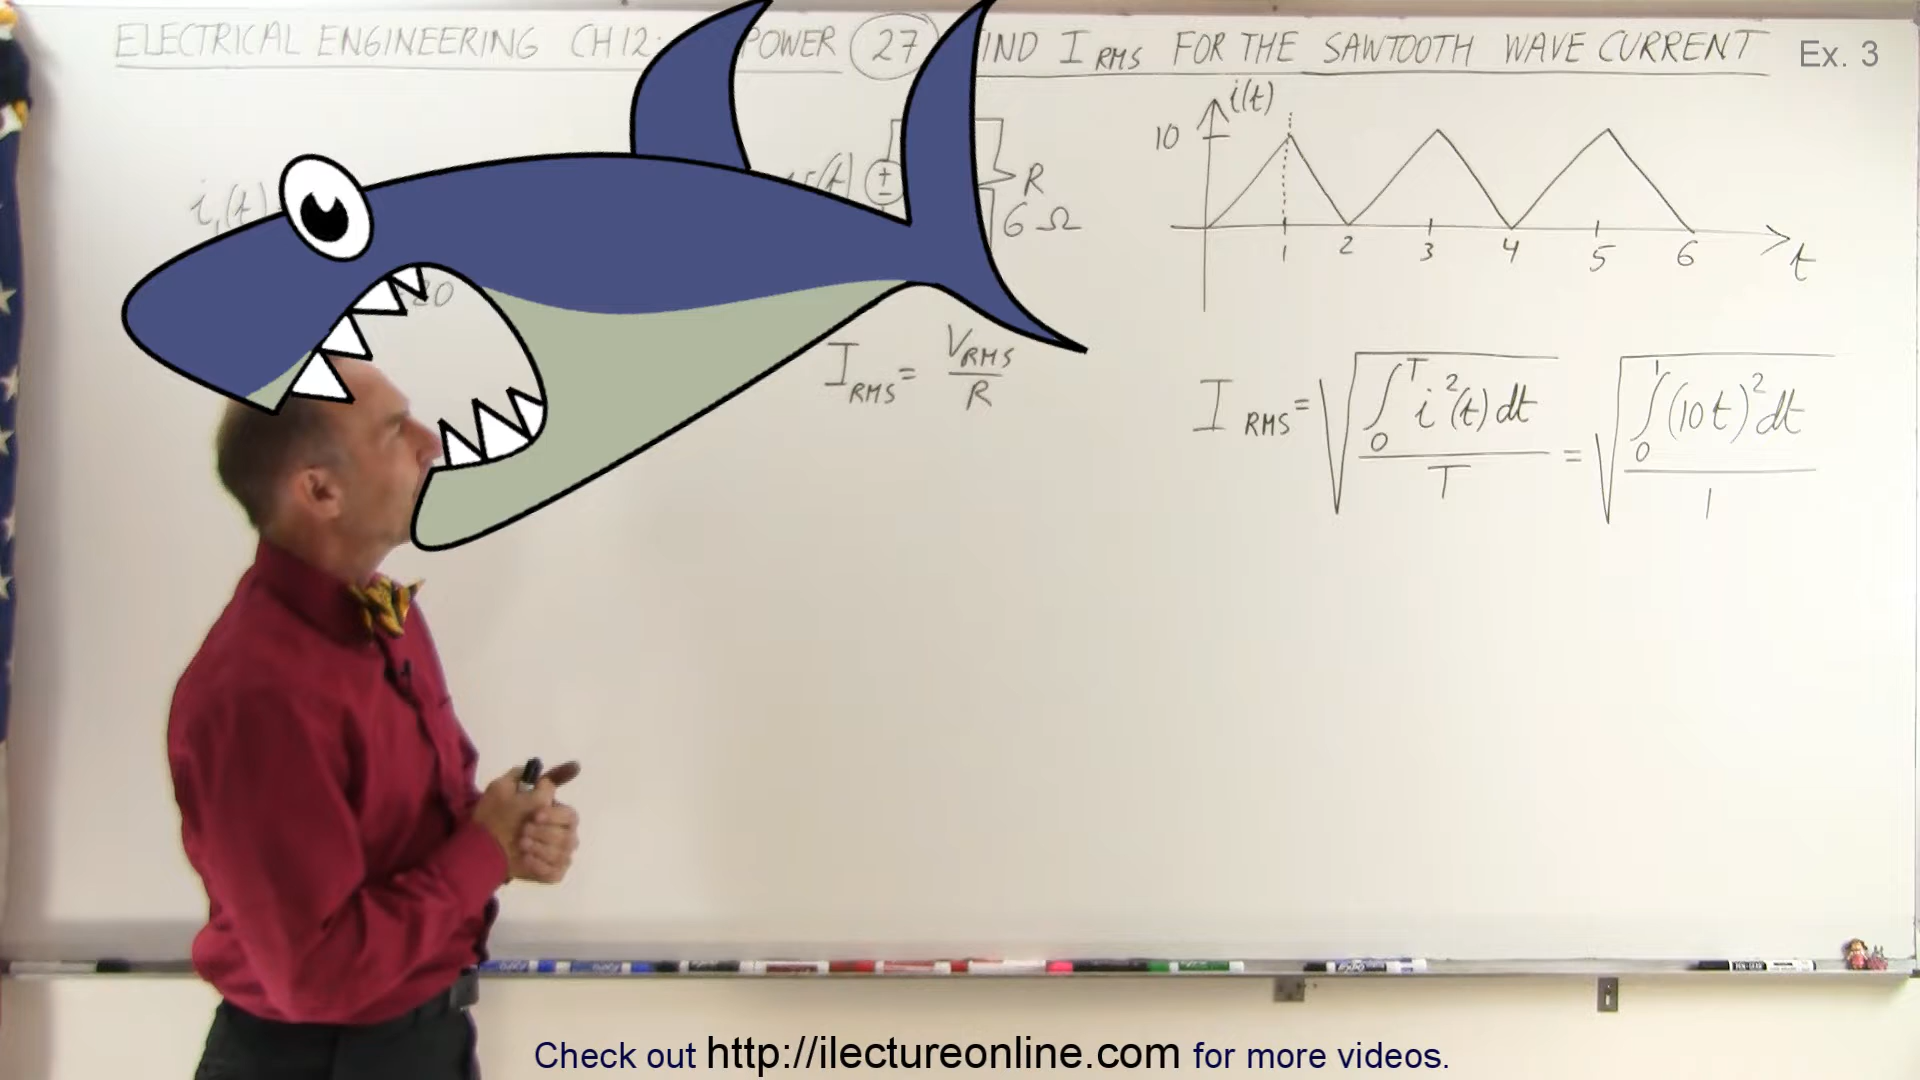 ELECTRICAL ENGINEERING CH12: POWER 27 FIND I RMS FOR THE SAWTOOTH WAVE CURRENT Ex. 3
i(t)
10
1 2 3 4 5 6 t
i₁(t)
(t) + - R
6 Ω
20
I RMS = V RMS / R
I RMS = √(∫₀ᵀ i²(t) dt / T) = √(∫₀¹ (10t)² dt / 1)
Check out http://ilectureonline.com for more videos.